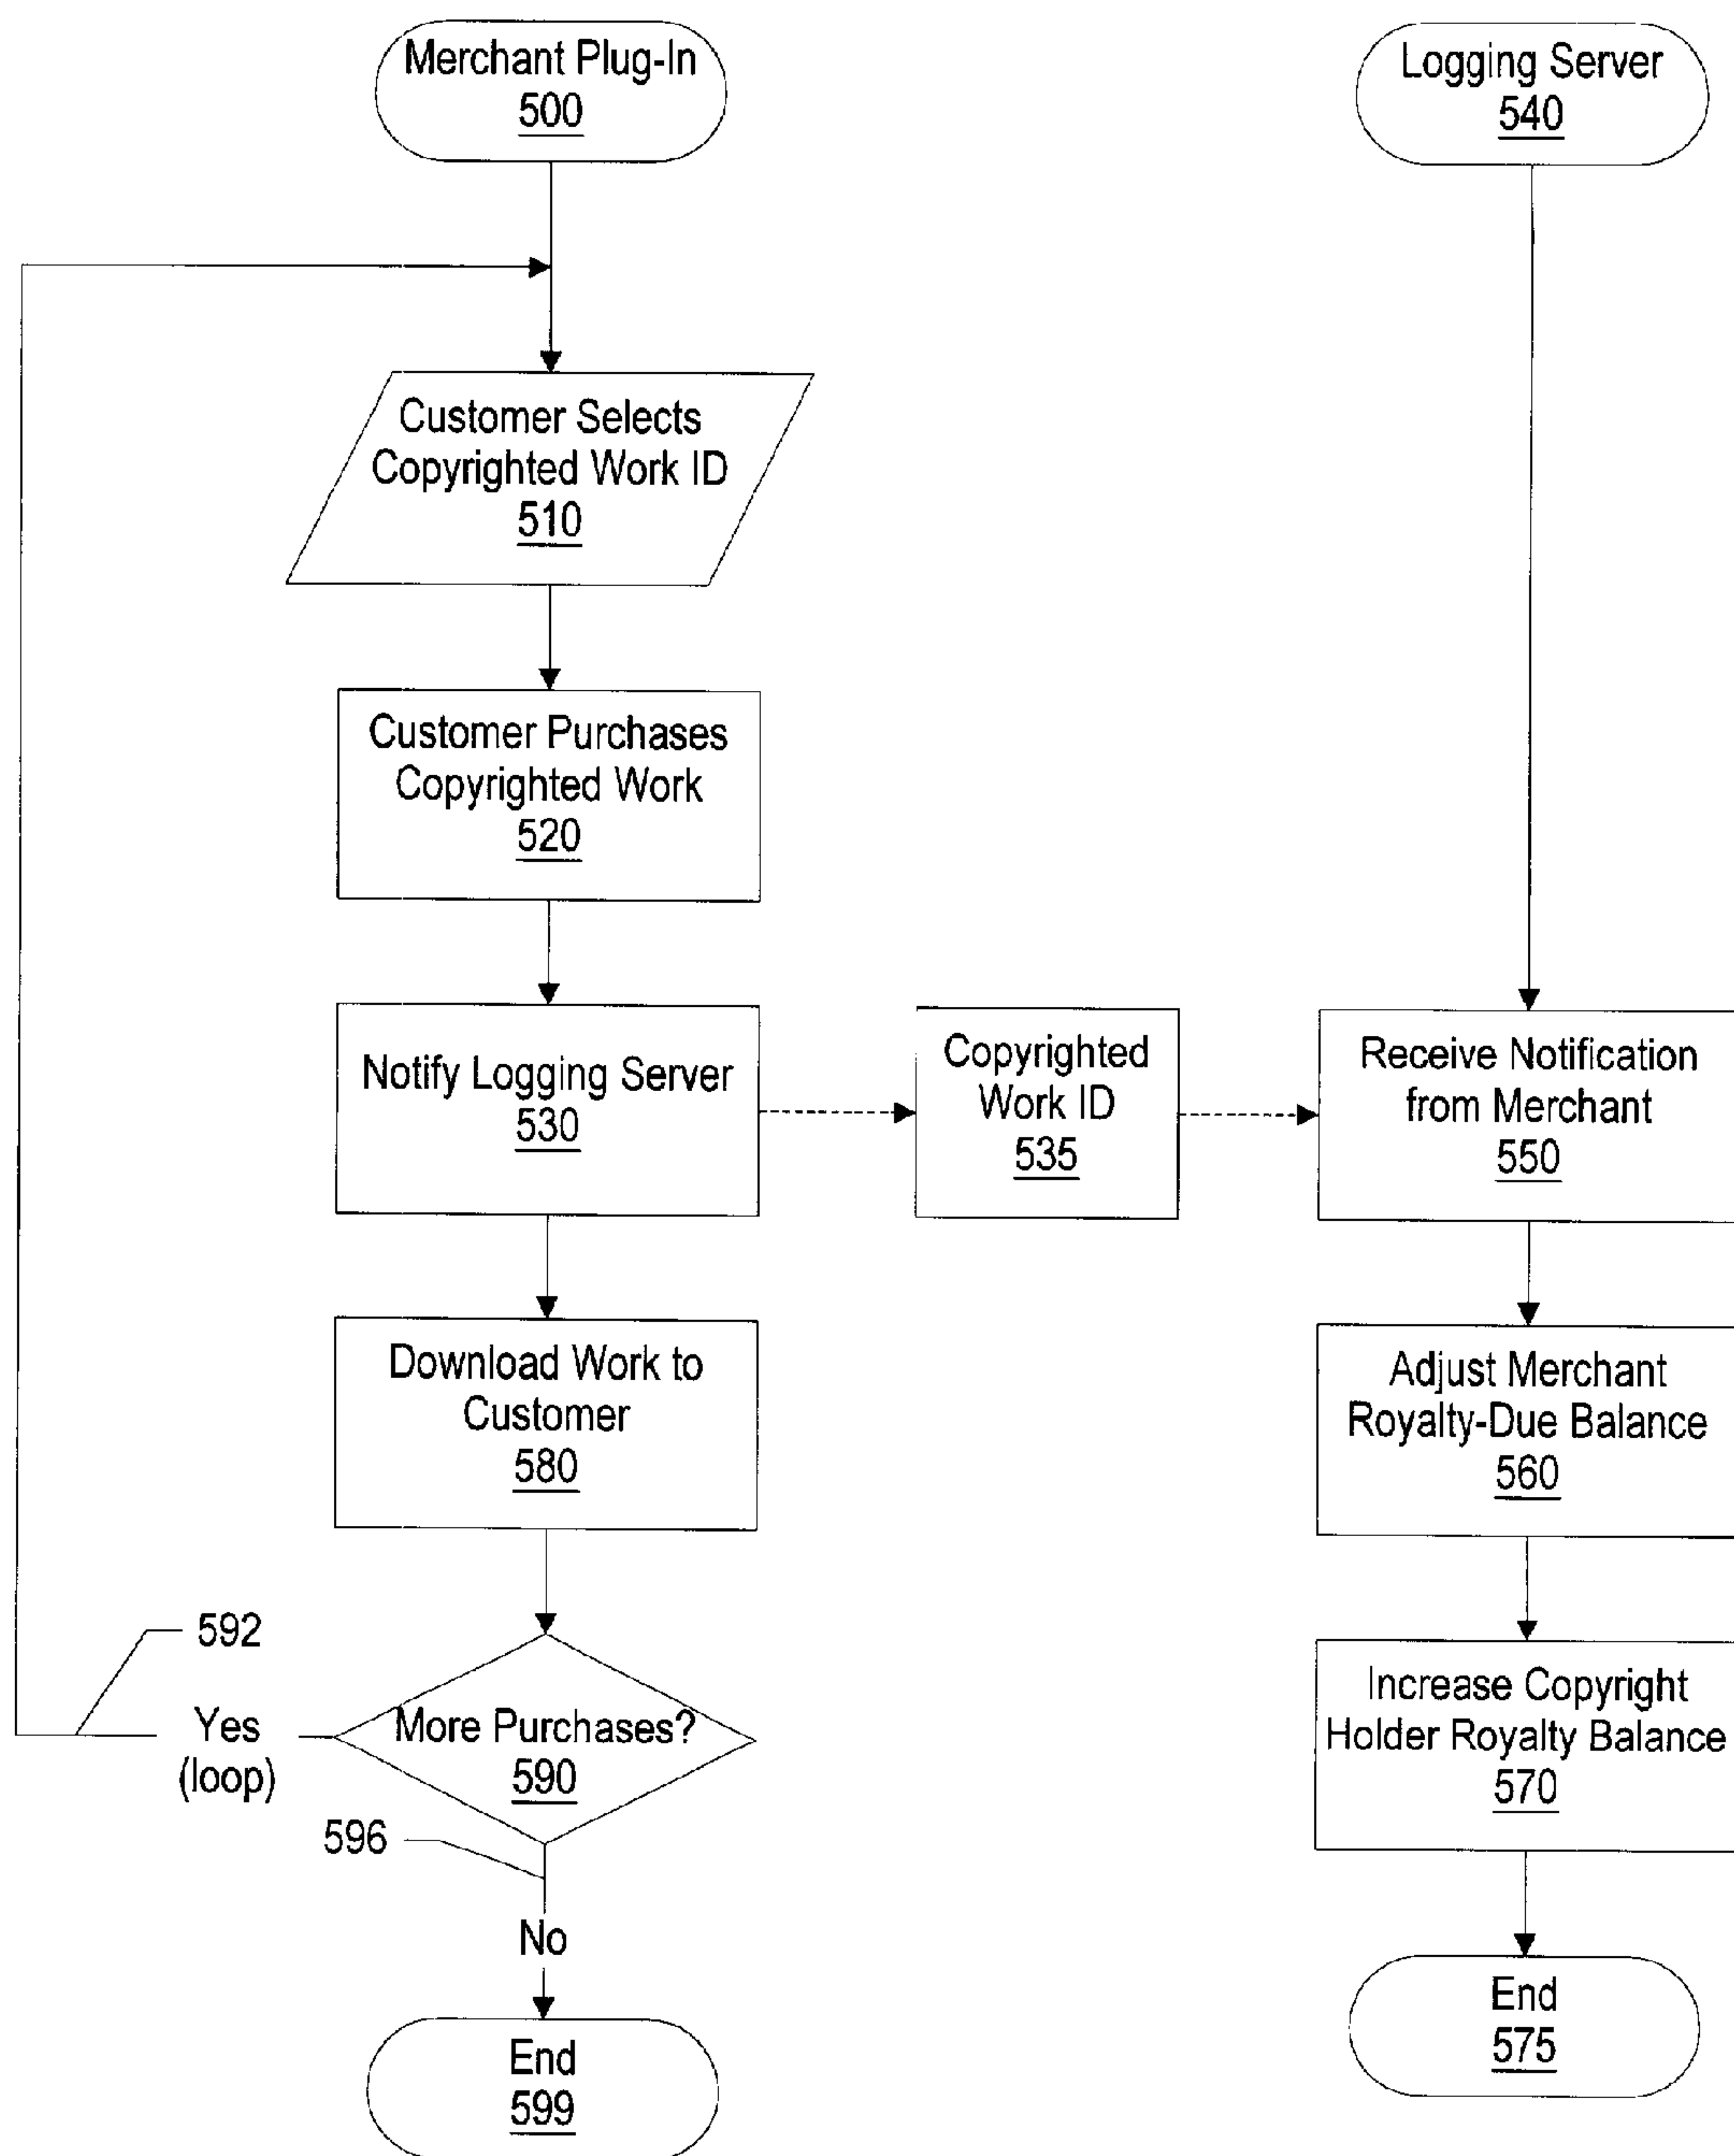 Merchant Plug-In
500
Logging Server
540
Customer Selects
Copyrighted Work ID
510
Customer Purchases
Copyrighted Work
520
Notify Logging Server
530
Copyrighted
Work ID
535
Receive Notification
from Merchant
550
Download Work to
Customer
580
Adjust Merchant
Royalty-Due Balance
560
592
Yes
(loop)
More Purchases?
590
596
No
Increase Copyright
Holder Royalty Balance
570
End
599
End
575